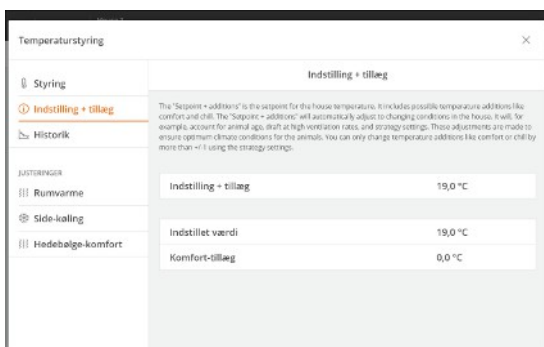 Temperaturstyring
Styring
Indstilling + tillæg
Historik
JUSTERINGER
Rumvarme
Side-køling
Hedebølge-komfort
Indstilling + tillæg
The "Setpoint + additions" is the setpoint for the house temperature. It includes possible temperature additions like
comfort and chill. The "Setpoint + additions" will automatically adjust to changing conditions in the house. It will, for
example, account for animal age, draft at high ventilation rates, and strategy settings. These adjustments are made to
ensure optimum climate conditions for the animals. You can only change temperature additions like comfort or chill by
more than +/-1 using the strategy settings.
Indstilling + tillæg 19,0 °C
Indstillet værdi 19,0 °C
Komfort-tillæg 0,0 °C